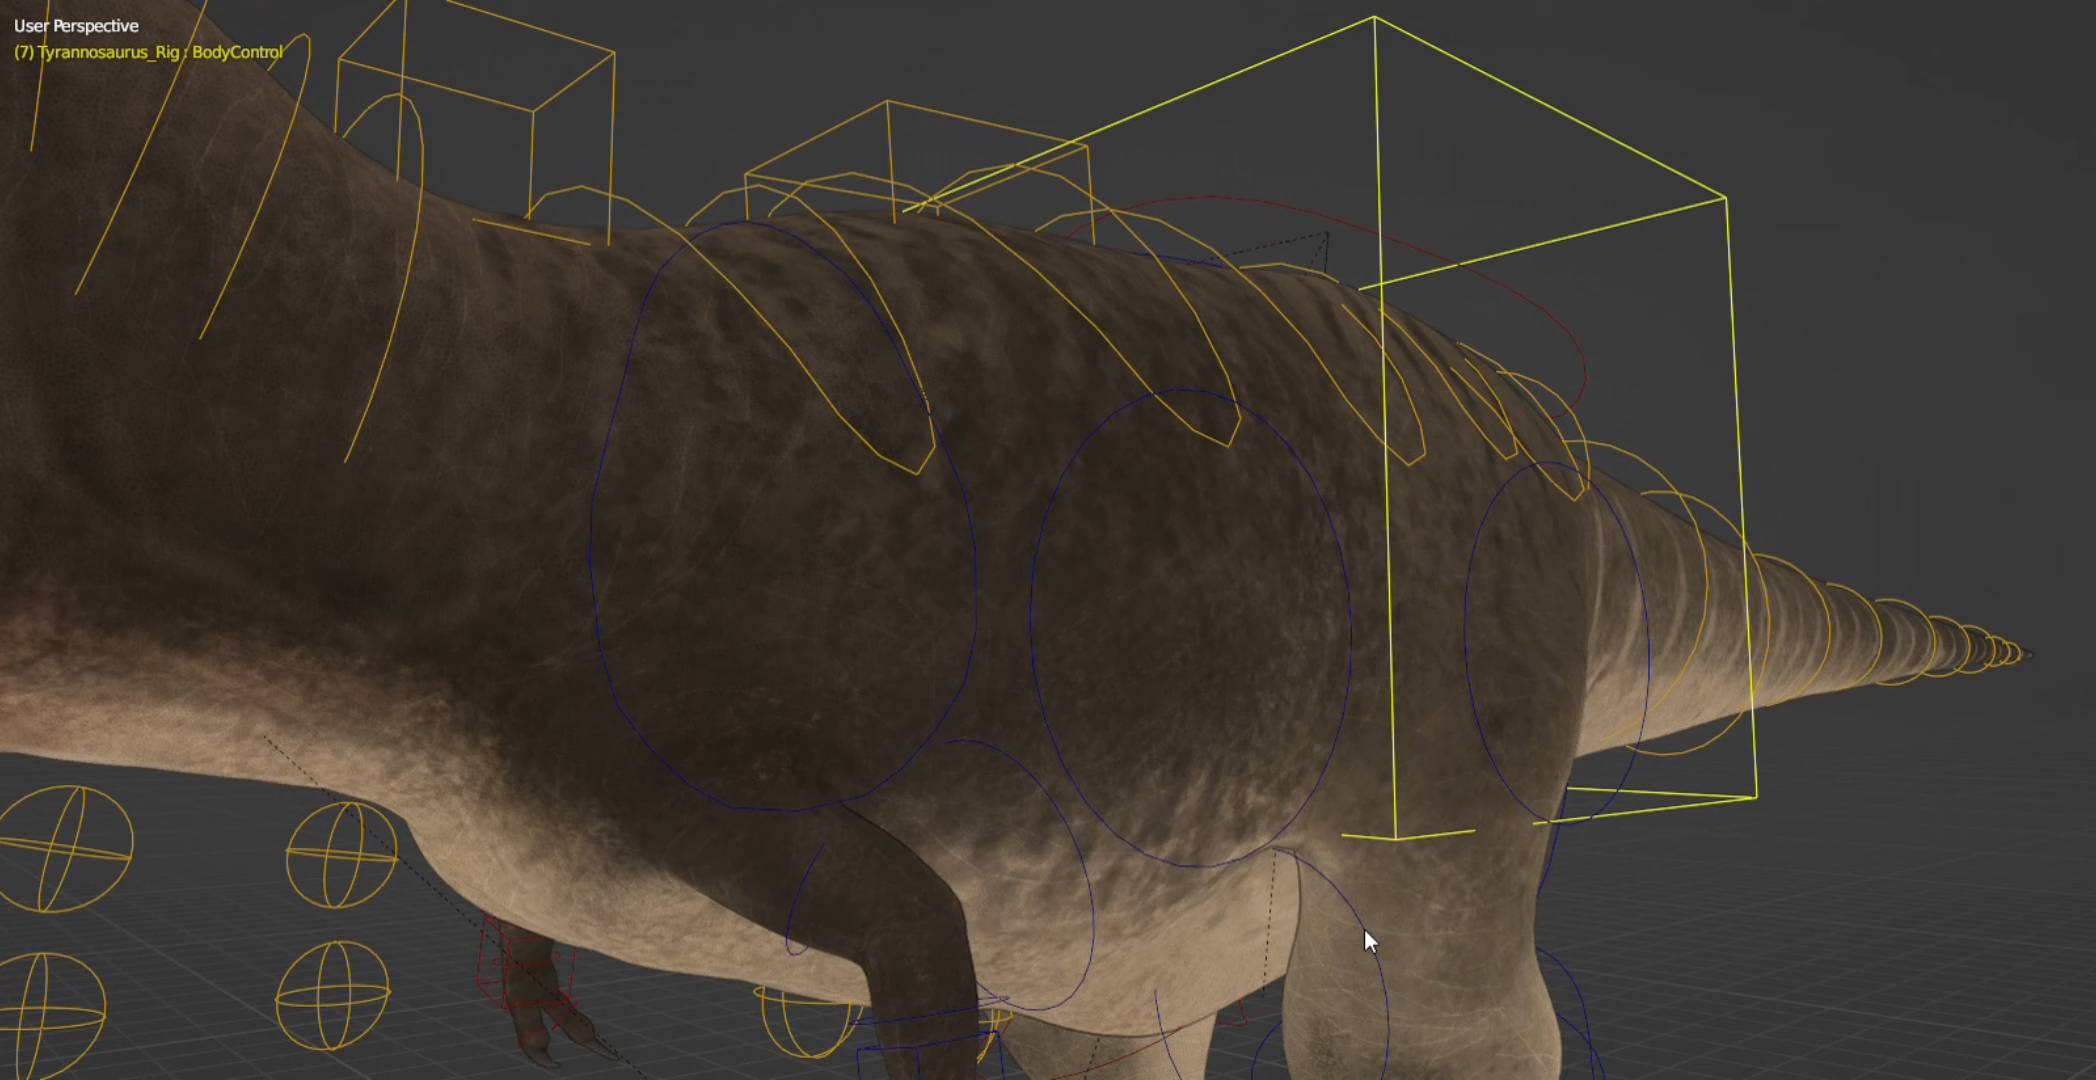 User Perspective
(7) Tyrannosaurus_Rig : BodyControl